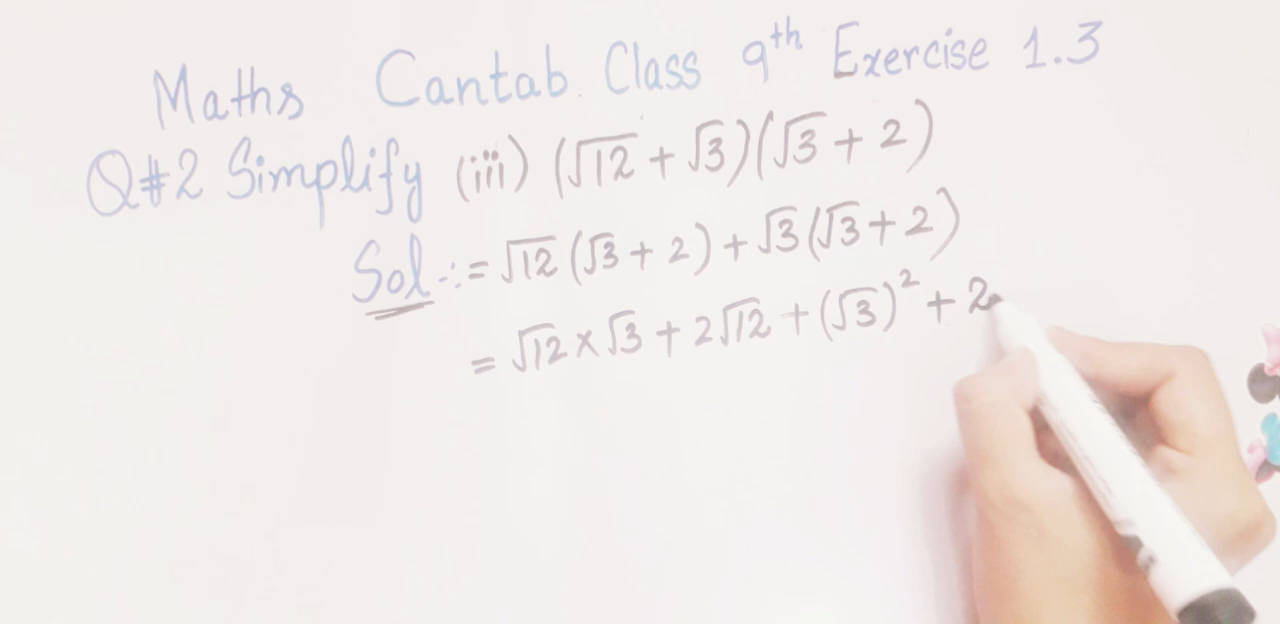 Maths Cantab Class 9th Exercise 1.3
Q#2 Simplify (iii) (√12 + √3)(√3 + 2)
Sol :- = √12 (√3 + 2) + √3(√3 + 2)
= √12 × √3 + 2√12 + (√3)² + 2